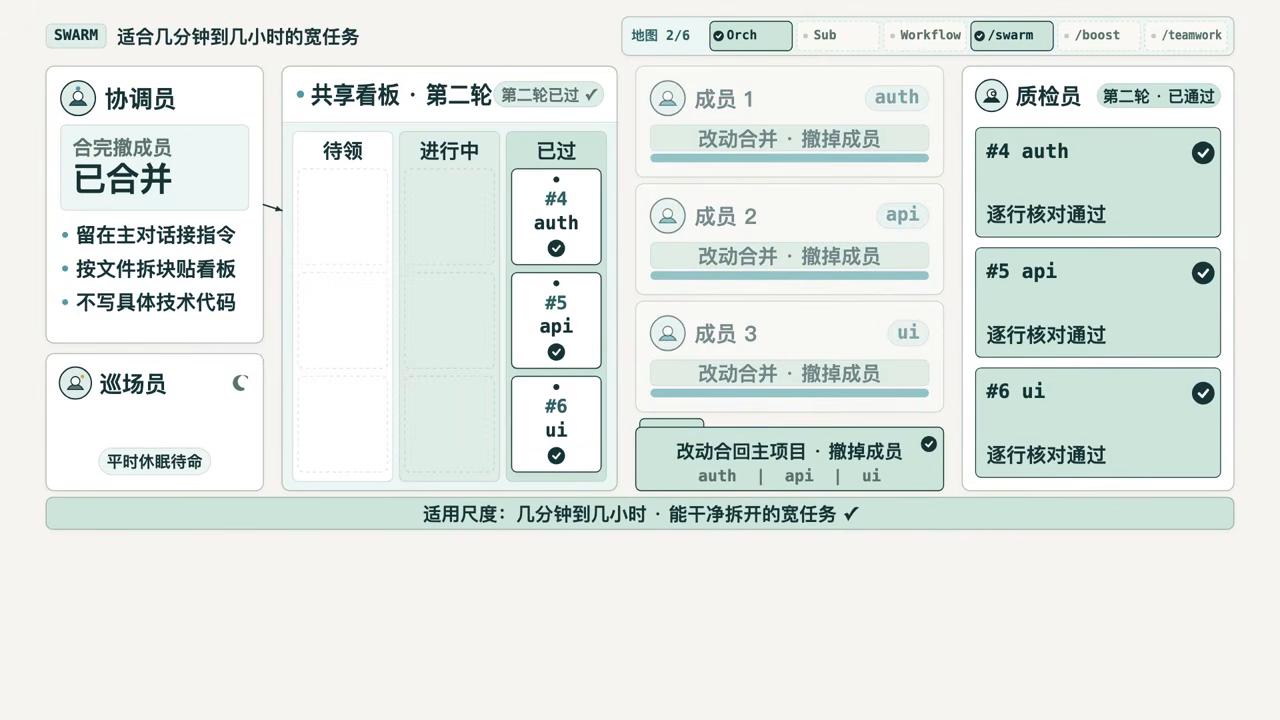 SWARM 适合几分钟到几小时的宽任务
地图 2/6 Orch Sub Workflow /swarm /boost /teamwork
协调员
合完撤成员
已合并
留在主对话接指令
按文件拆块贴看板
不写具体技术代码
巡场员
平时休眠待命
共享看板 · 第二轮 第二轮已过 ✓
待领 进行中 已过
#4
auth
#5
api
#6
ui
成员 1 auth
改动合并 · 撤掉成员
成员 2 api
改动合并 · 撤掉成员
成员 3 ui
改动合并 · 撤掉成员
改动合回主项目 · 撤掉成员
auth | api | ui
质检员 第二轮 · 已通过
#4 auth
逐行核对通过
#5 api
逐行核对通过
#6 ui
逐行核对通过
适用尺度：几分钟到几小时 · 能干净拆开的宽任务 ✓